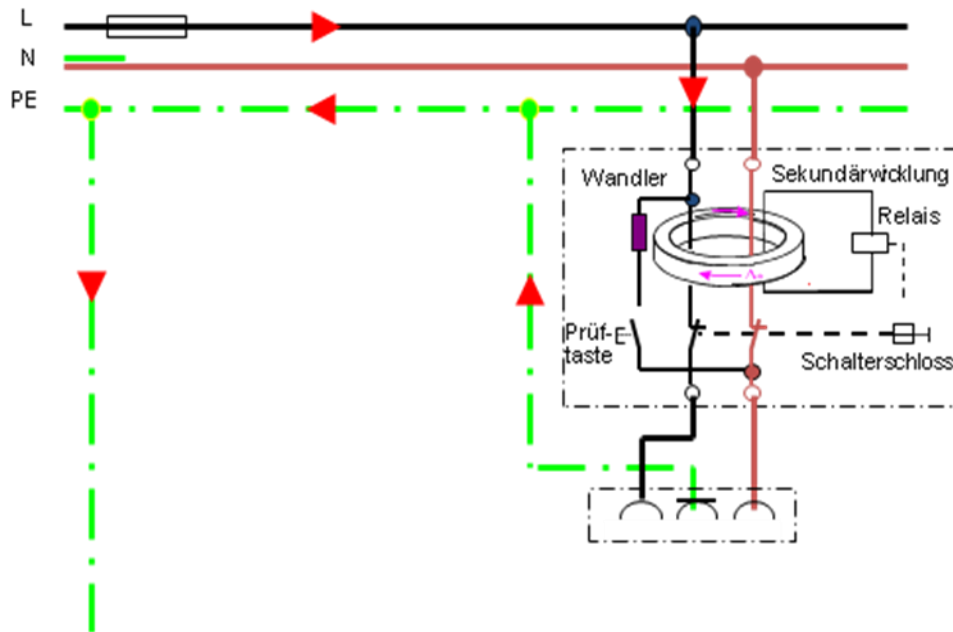 L
N
PE
Wandler
Sekundärwicklung
Relais
Prüf-
taste
Schalterschloss